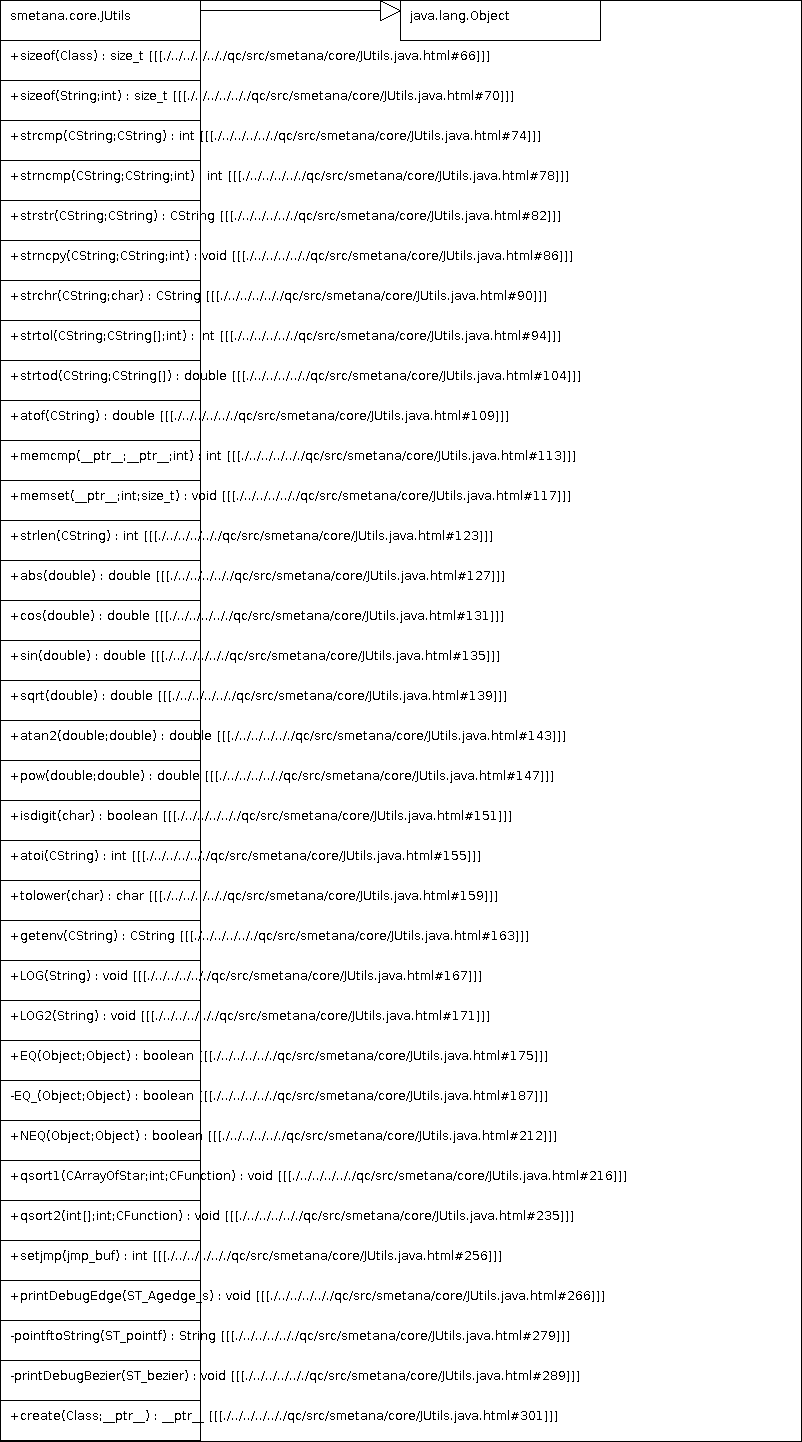 smetana.core.JUtils
java.lang.Object
+sizeof(Class) : size_t [[[./../../../././qc/src/smetana/core/JUtils.java.html#66]]]
+sizeof(String;int) : size_t [[[./../../../././qc/src/smetana/core/JUtils.java.html#70]]]
+strcmp(CString;CString) : int [[[./../../../././qc/src/smetana/core/JUtils.java.html#74]]]
+strncmp(CString;CString;int) : int [[[./../../../././qc/src/smetana/core/JUtils.java.html#78]]]
+strstr(CString;CString) : CString [[[./../../../././qc/src/smetana/core/JUtils.java.html#82]]]
+strncpy(CString;CString;int) : void [[[./../../../././qc/src/smetana/core/JUtils.java.html#86]]]
+strchr(CString;char) : CString [[[./../../../././qc/src/smetana/core/JUtils.java.html#90]]]
+strtol(CString;CString[];int) : int [[[./../../../././qc/src/smetana/core/JUtils.java.html#94]]]
+strtod(CString;CString[]) : double [[[./../../../././qc/src/smetana/core/JUtils.java.html#104]]]
+atof(CString) : double [[[./../../../././qc/src/smetana/core/JUtils.java.html#109]]]
+memcmp(__ptr__;__ptr__;int) : int [[[./../../../././qc/src/smetana/core/JUtils.java.html#113]]]
+memset(__ptr__;int;size_t) : void [[[./../../../././qc/src/smetana/core/JUtils.java.html#117]]]
+strlen(CString) : int [[[./../../../././qc/src/smetana/core/JUtils.java.html#123]]]
+abs(double) : double [[[./../../../././qc/src/smetana/core/JUtils.java.html#127]]]
+cos(double) : double [[[./../../../././qc/src/smetana/core/JUtils.java.html#131]]]
+sin(double) : double [[[./../../../././qc/src/smetana/core/JUtils.java.html#135]]]
+sqrt(double) : double [[[./../../../././qc/src/smetana/core/JUtils.java.html#139]]]
+atan2(double;double) : double [[[./../../../././qc/src/smetana/core/JUtils.java.html#143]]]
+pow(double;double) : double [[[./../../../././qc/src/smetana/core/JUtils.java.html#147]]]
+isdigit(char) : boolean [[[./../../../././qc/src/smetana/core/JUtils.java.html#151]]]
+atoi(CString) : int [[[./../../../././qc/src/smetana/core/JUtils.java.html#155]]]
+tolower(char) : char [[[./../../../././qc/src/smetana/core/JUtils.java.html#159]]]
+getenv(CString) : CString [[[./../../../././qc/src/smetana/core/JUtils.java.html#163]]]
+LOG(String) : void [[[./../../../././qc/src/smetana/core/JUtils.java.html#167]]]
+LOG2(String) : void [[[./../../../././qc/src/smetana/core/JUtils.java.html#171]]]
+EQ(Object;Object) : boolean [[[./../../../././qc/src/smetana/core/JUtils.java.html#175]]]
-EQ_(Object;Object) : boolean [[[./../../../././qc/src/smetana/core/JUtils.java.html#187]]]
+NEQ(Object;Object) : boolean [[[./../../../././qc/src/smetana/core/JUtils.java.html#212]]]
+qsort1(CArrayOfStar;int;CFunction) : void [[[./../../../././qc/src/smetana/core/JUtils.java.html#216]]]
+qsort2(int[];int;CFunction) : void [[[./../../../././qc/src/smetana/core/JUtils.java.html#235]]]
+setjmp(jmp_buf) : int [[[./../../../././qc/src/smetana/core/JUtils.java.html#256]]]
+printDebugEdge(ST_Agedge_s) : void [[[./../../../././qc/src/smetana/core/JUtils.java.html#266]]]
-pointftoString(ST_pointf) : String [[[./../../../././qc/src/smetana/core/JUtils.java.html#279]]]
-printDebugBezier(ST_bezier) : void [[[./../../../././qc/src/smetana/core/JUtils.java.html#289]]]
+create(Class;__ptr__) : __ptr__ [[[./../../../././qc/src/smetana/core/JUtils.java.html#301]]]